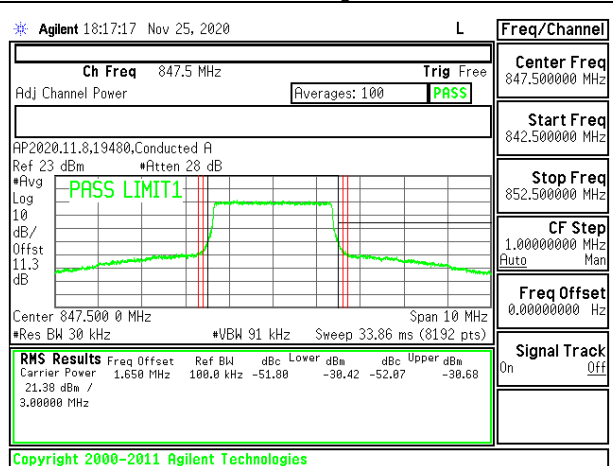 Agilent 18:17:17 Nov 25, 2020 L Freq/Channel
Ch Freq 847.5 MHz Trig Free
Adj Channel Power Averages: 100 PASS
Center Freq
847.500000 MHz
Start Freq
842.500000 MHz
Stop Freq
852.500000 MHz
CF Step
1.00000000 MHz
Auto Man
Freq Offset
0.00000000 Hz
Signal Track
On Off
AP2020.11.8,19480,Conducted A
Ref 23 dBm #Atten 28 dB
#Avg
Log
10
dB/
Offst
11.3
dB
PASS LIMIT1
Center 847.500 0 MHz Span 10 MHz
#Res BW 30 kHz #VBW 91 kHz Sweep 33.86 ms (8192 pts)
RMS Results Freq Offset Ref BW dBc Lower dBm dBc Upper dBm
Carrier Power 1.650 MHz 100.0 kHz -51.80 -30.42 -52.07 -30.68
21.38 dBm /
3.00000 MHz
Copyright 2000-2011 Agilent Technologies